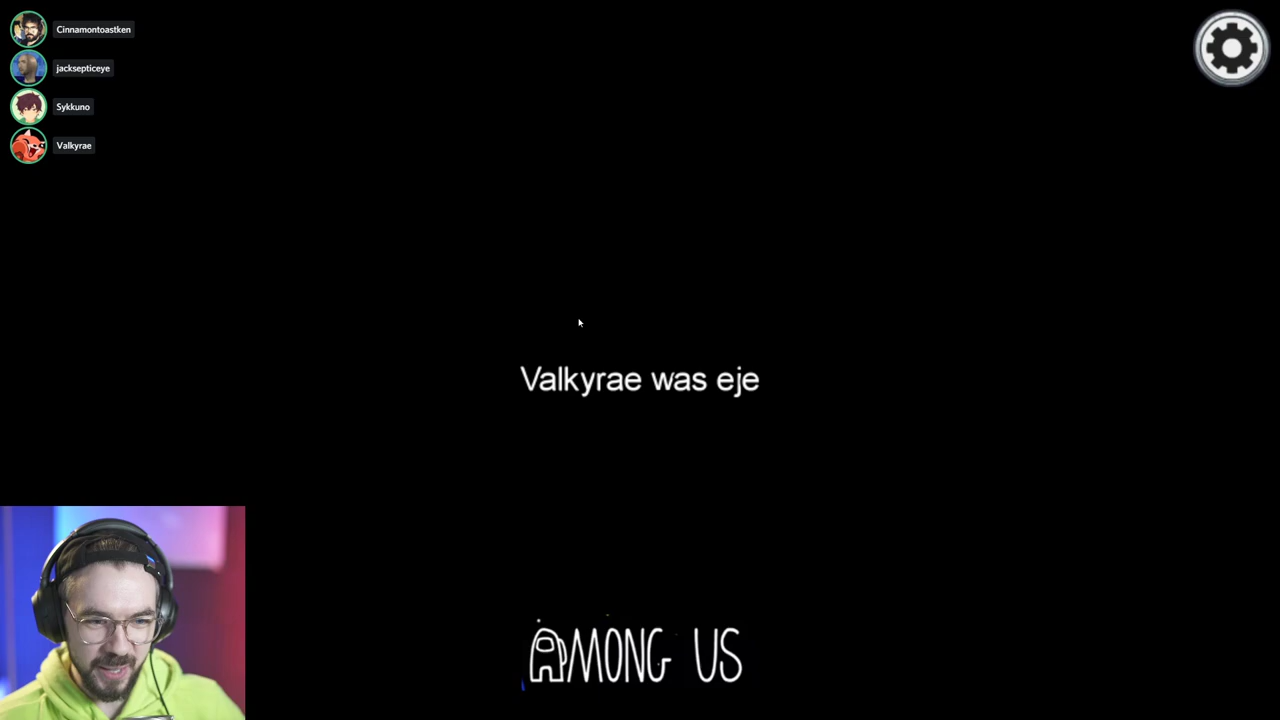 Cinnamontoastken
jacksepticeye
Sykkuno
Valkyrae
Valkyrae was eje
AMONG US